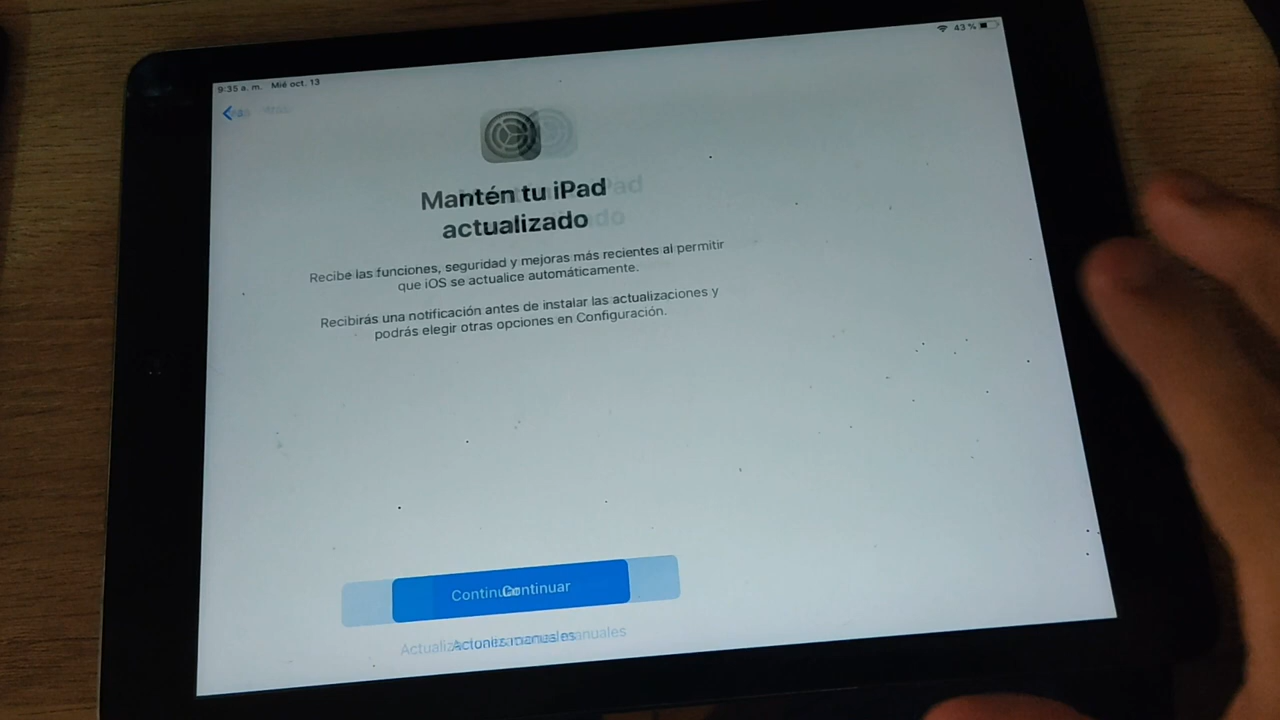 9:35 a. m. Mié oct. 13
43 %
Mantén tu iPad
actualizado
Recibe las funciones, seguridad y mejoras más recientes al permitir
que iOS se actualice automáticamente.
Recibirás una notificación antes de instalar las actualizaciones y
podrás elegir otras opciones en Configuración.
Continuar
manuales